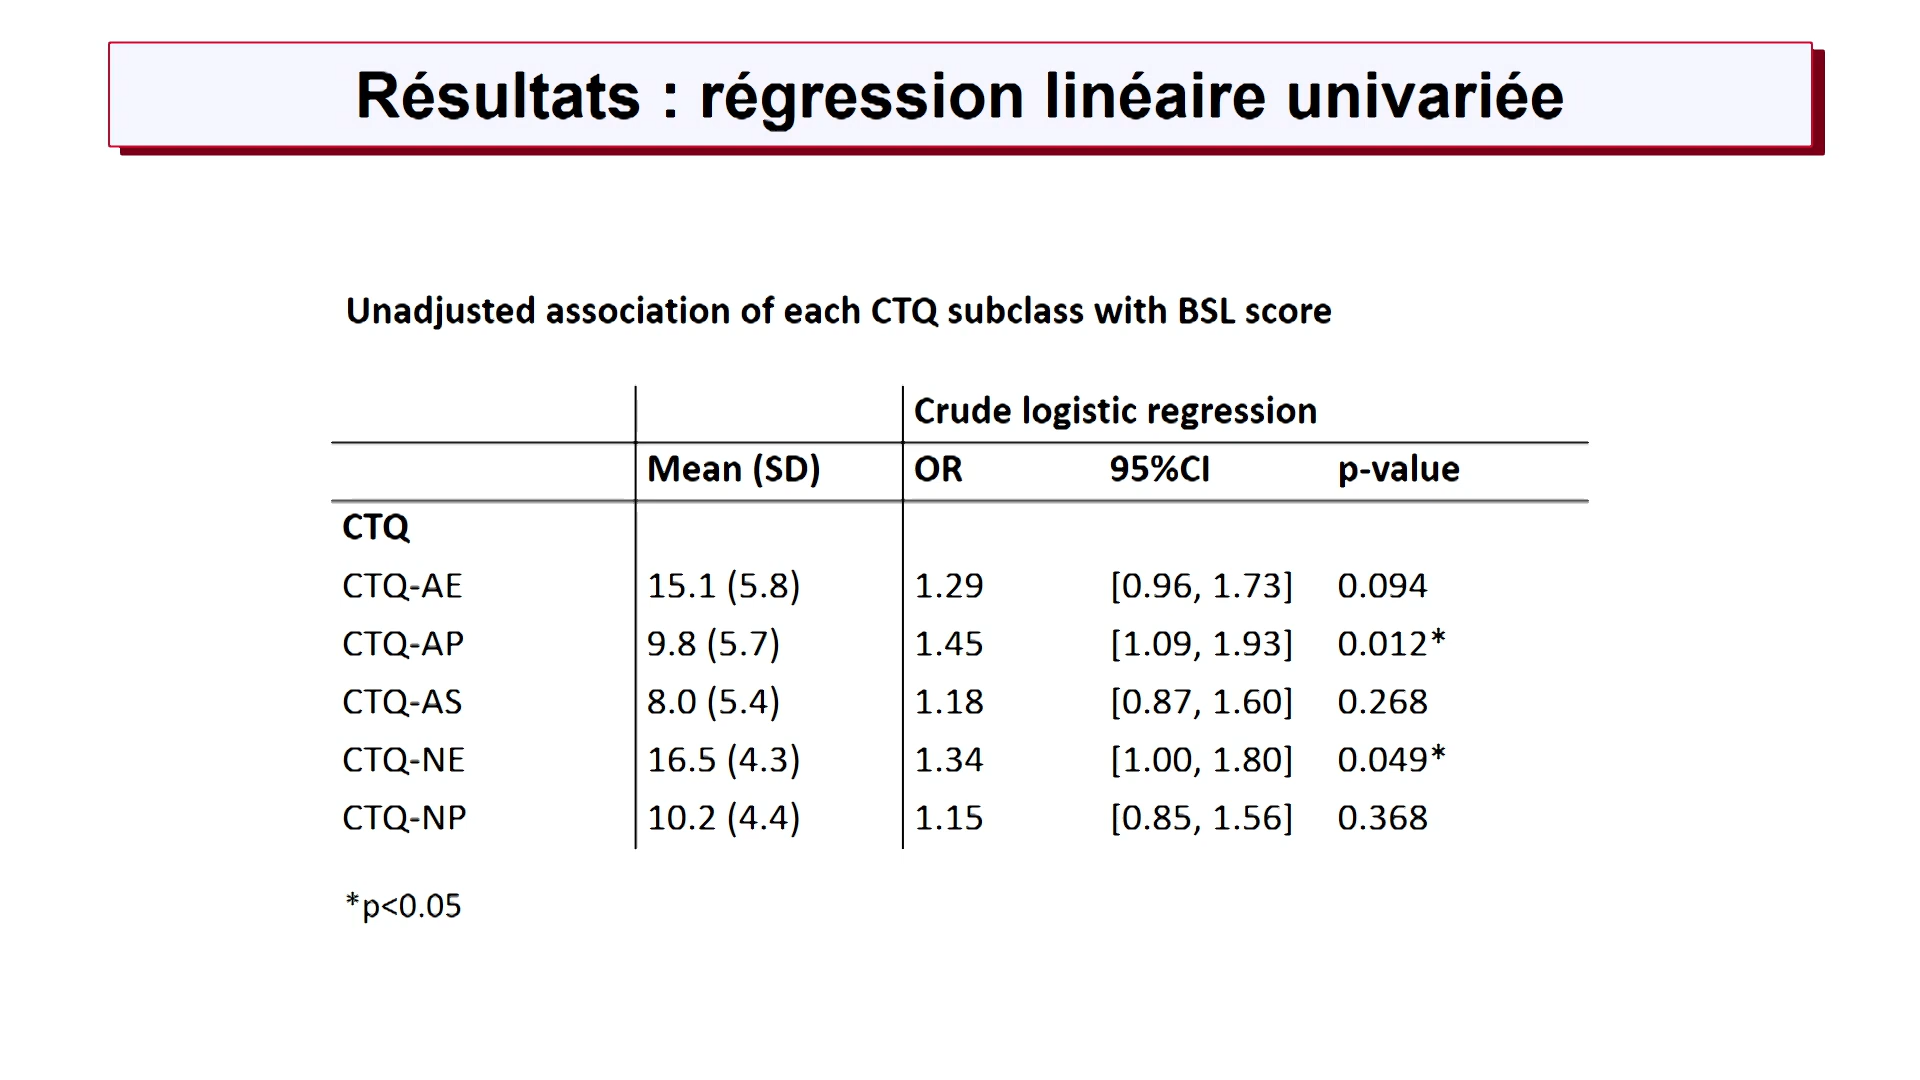 Résultats : régression linéaire univariée
Unadjusted association of each CTQ subclass with BSL score
Crude logistic regression
Mean (SD) OR 95%CI p-value
CTQ
CTQ-AE 15.1 (5.8) 1.29 [0.96, 1.73] 0.094
CTQ-AP 9.8 (5.7) 1.45 [1.09, 1.93] 0.012*
CTQ-AS 8.0 (5.4) 1.18 [0.87, 1.60] 0.268
CTQ-NE 16.5 (4.3) 1.34 [1.00, 1.80] 0.049*
CTQ-NP 10.2 (4.4) 1.15 [0.85, 1.56] 0.368
*p<0.05